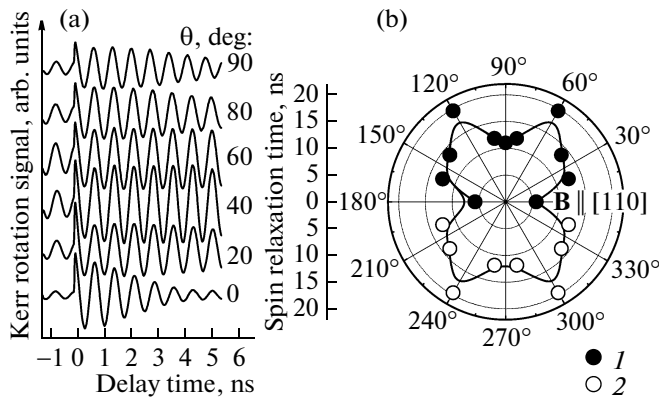 (a)
θ, deg:
90
80
60
40
20
0
Kerr rotation signal, arb. units
−1 0 1 2 3 4 5 6
Delay time, ns
(b)
Spin relaxation time, ns
20
15
10
5
0
5
10
15
20
90°
120° 60°
150° 30°
180° B || [110]
210° 330°
240° 300°
270°
1
2